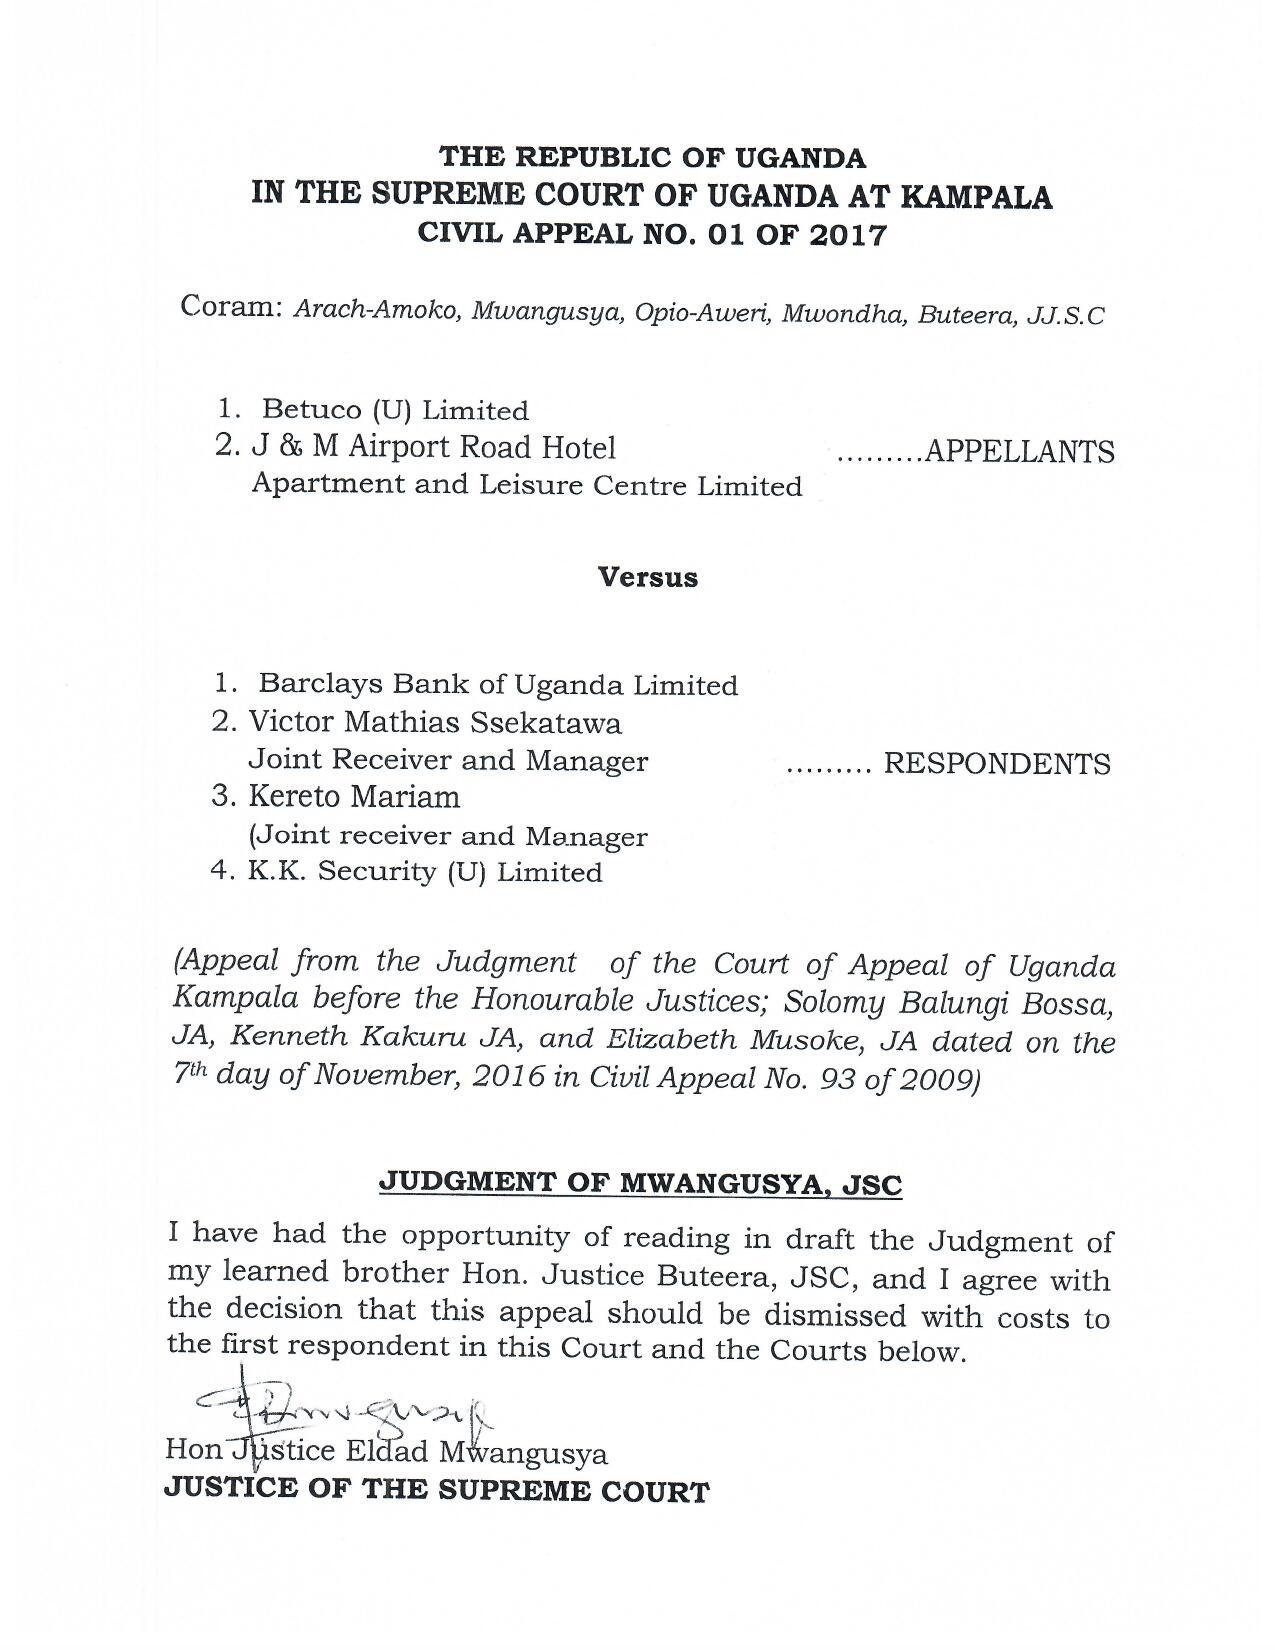 THE REPUBLIC OF UGANDA
IN THE SUPREME COURT OF UGANDA AT KAMPALA
CIVIL APPEAL NO. 01 OF 2017
Coram: Arach-Amoko, Mwangusya, Opio-Aweri, Mwondha, Buteera, JJ.S.C
1. Betuco (U) Limited
2. J & M Airport Road Hotel .........APPELLANTS
Apartment and Leisure Centre Limited
Versus
1. Barclays Bank of Uganda Limited
2. Victor Mathias Ssekatawa
Joint Receiver and Manager ......... RESPONDENTS
3. Kereto Mariam
(Joint receiver and Manager
4. K.K. Security (U) Limited
(Appeal from the Judgment of the Court of Appeal of Uganda
Kampala before the Honourable Justices; Solomy Balungi Bossa,
JA, Kenneth Kakuru JA, and Elizabeth Musoke, JA dated on the
7th day of November, 2016 in Civil Appeal No. 93 of 2009)
JUDGMENT OF MWANGUSYA, JSC
I have had the opportunity of reading in draft the Judgment of
my learned brother Hon. Justice Buteera, JSC, and I agree with
the decision that this appeal should be dismissed with costs to
the first respondent in this Court and the Courts below.
Hon Justice Eldad Mwangusya
JUSTICE OF THE SUPREME COURT